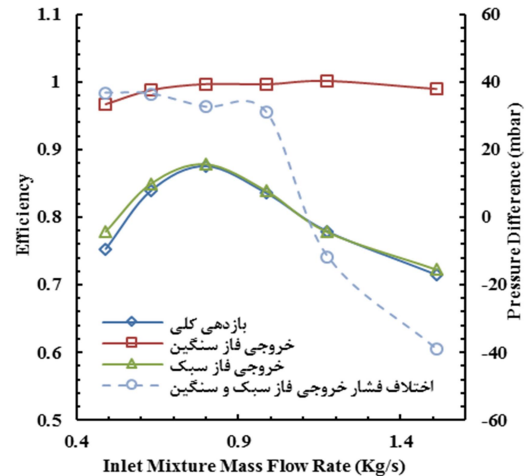 1.1
1
0.9
0.8
0.7
0.6
0.5
Efficiency
60
40
20
0
-20
-40
-60
Pressure Difference (mbar)
بازدهی کلی
خروجی فاز سنگین
خروجی فاز سبک
اختلاف فشار خروجی فاز سبک و سنگین
0.4 0.9 1.4
Inlet Mixture Mass Flow Rate (Kg/s)